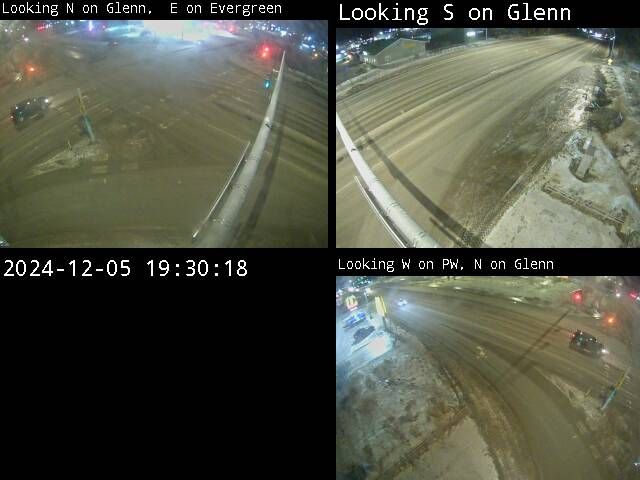 Looking N on Glenn,  E on Evergreen
Looking S on Glenn
2024-12-05 19:30:18
Looking W on PW, N on Glenn